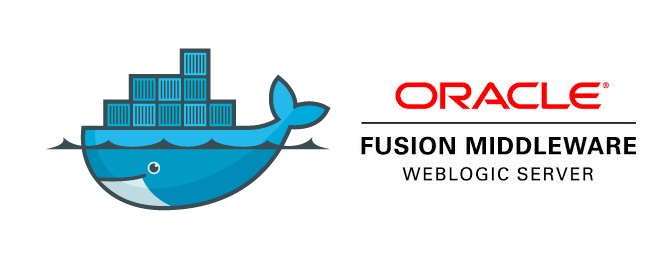 ORACLE®
FUSION MIDDLEWARE
WEBLOGIC SERVER